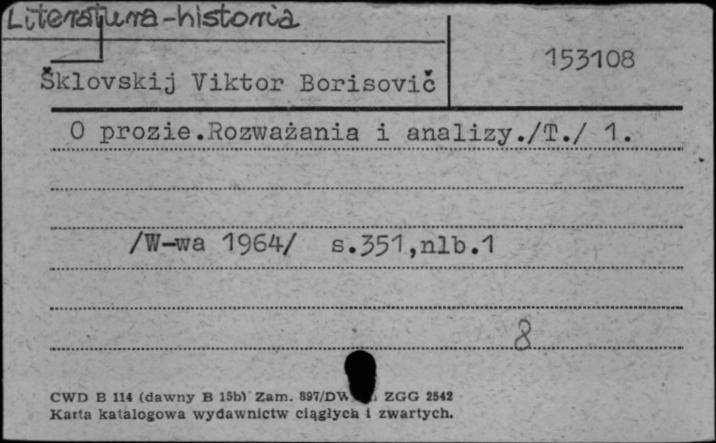 Literatura-historia
153108
Šklovskij Viktor Borisovič
O prozie.Rozważania i analizy./T./ 1.
/W-wa 1964/ s.351,nlb.1
8
CWD B 114 (dawny B 15b) Zam. 897/DW ZGG 2542
Karta katalogowa wydawnictw ciągłych i zwartych.